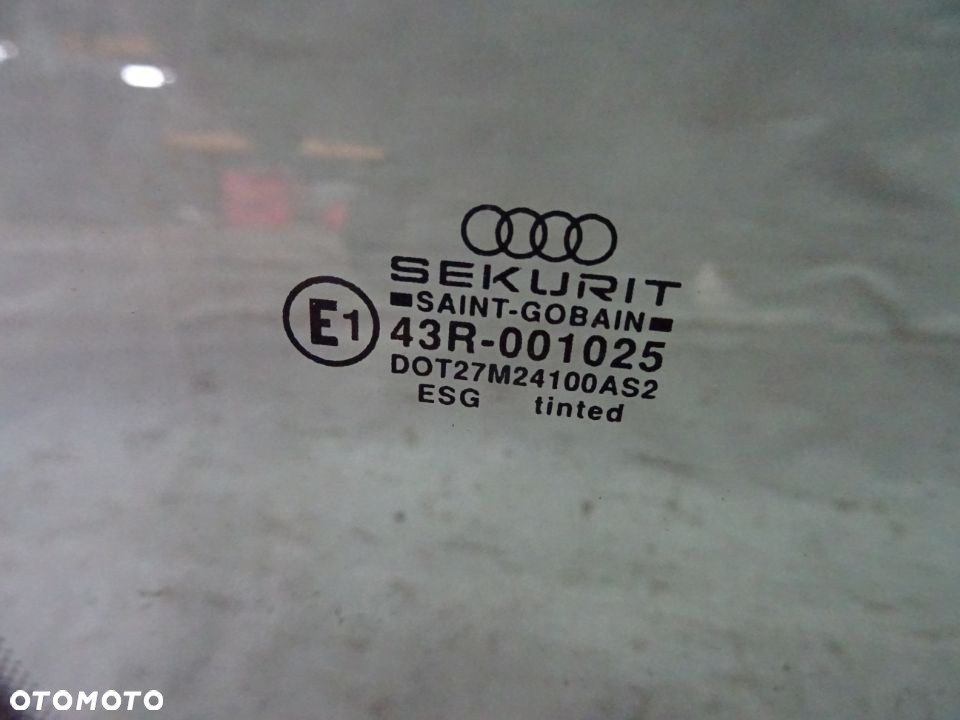 SEKURIT
SAINT-GOBAIN
E1
43R-001025
DOT27M24100AS2
ESG tinted
OTOMOTO